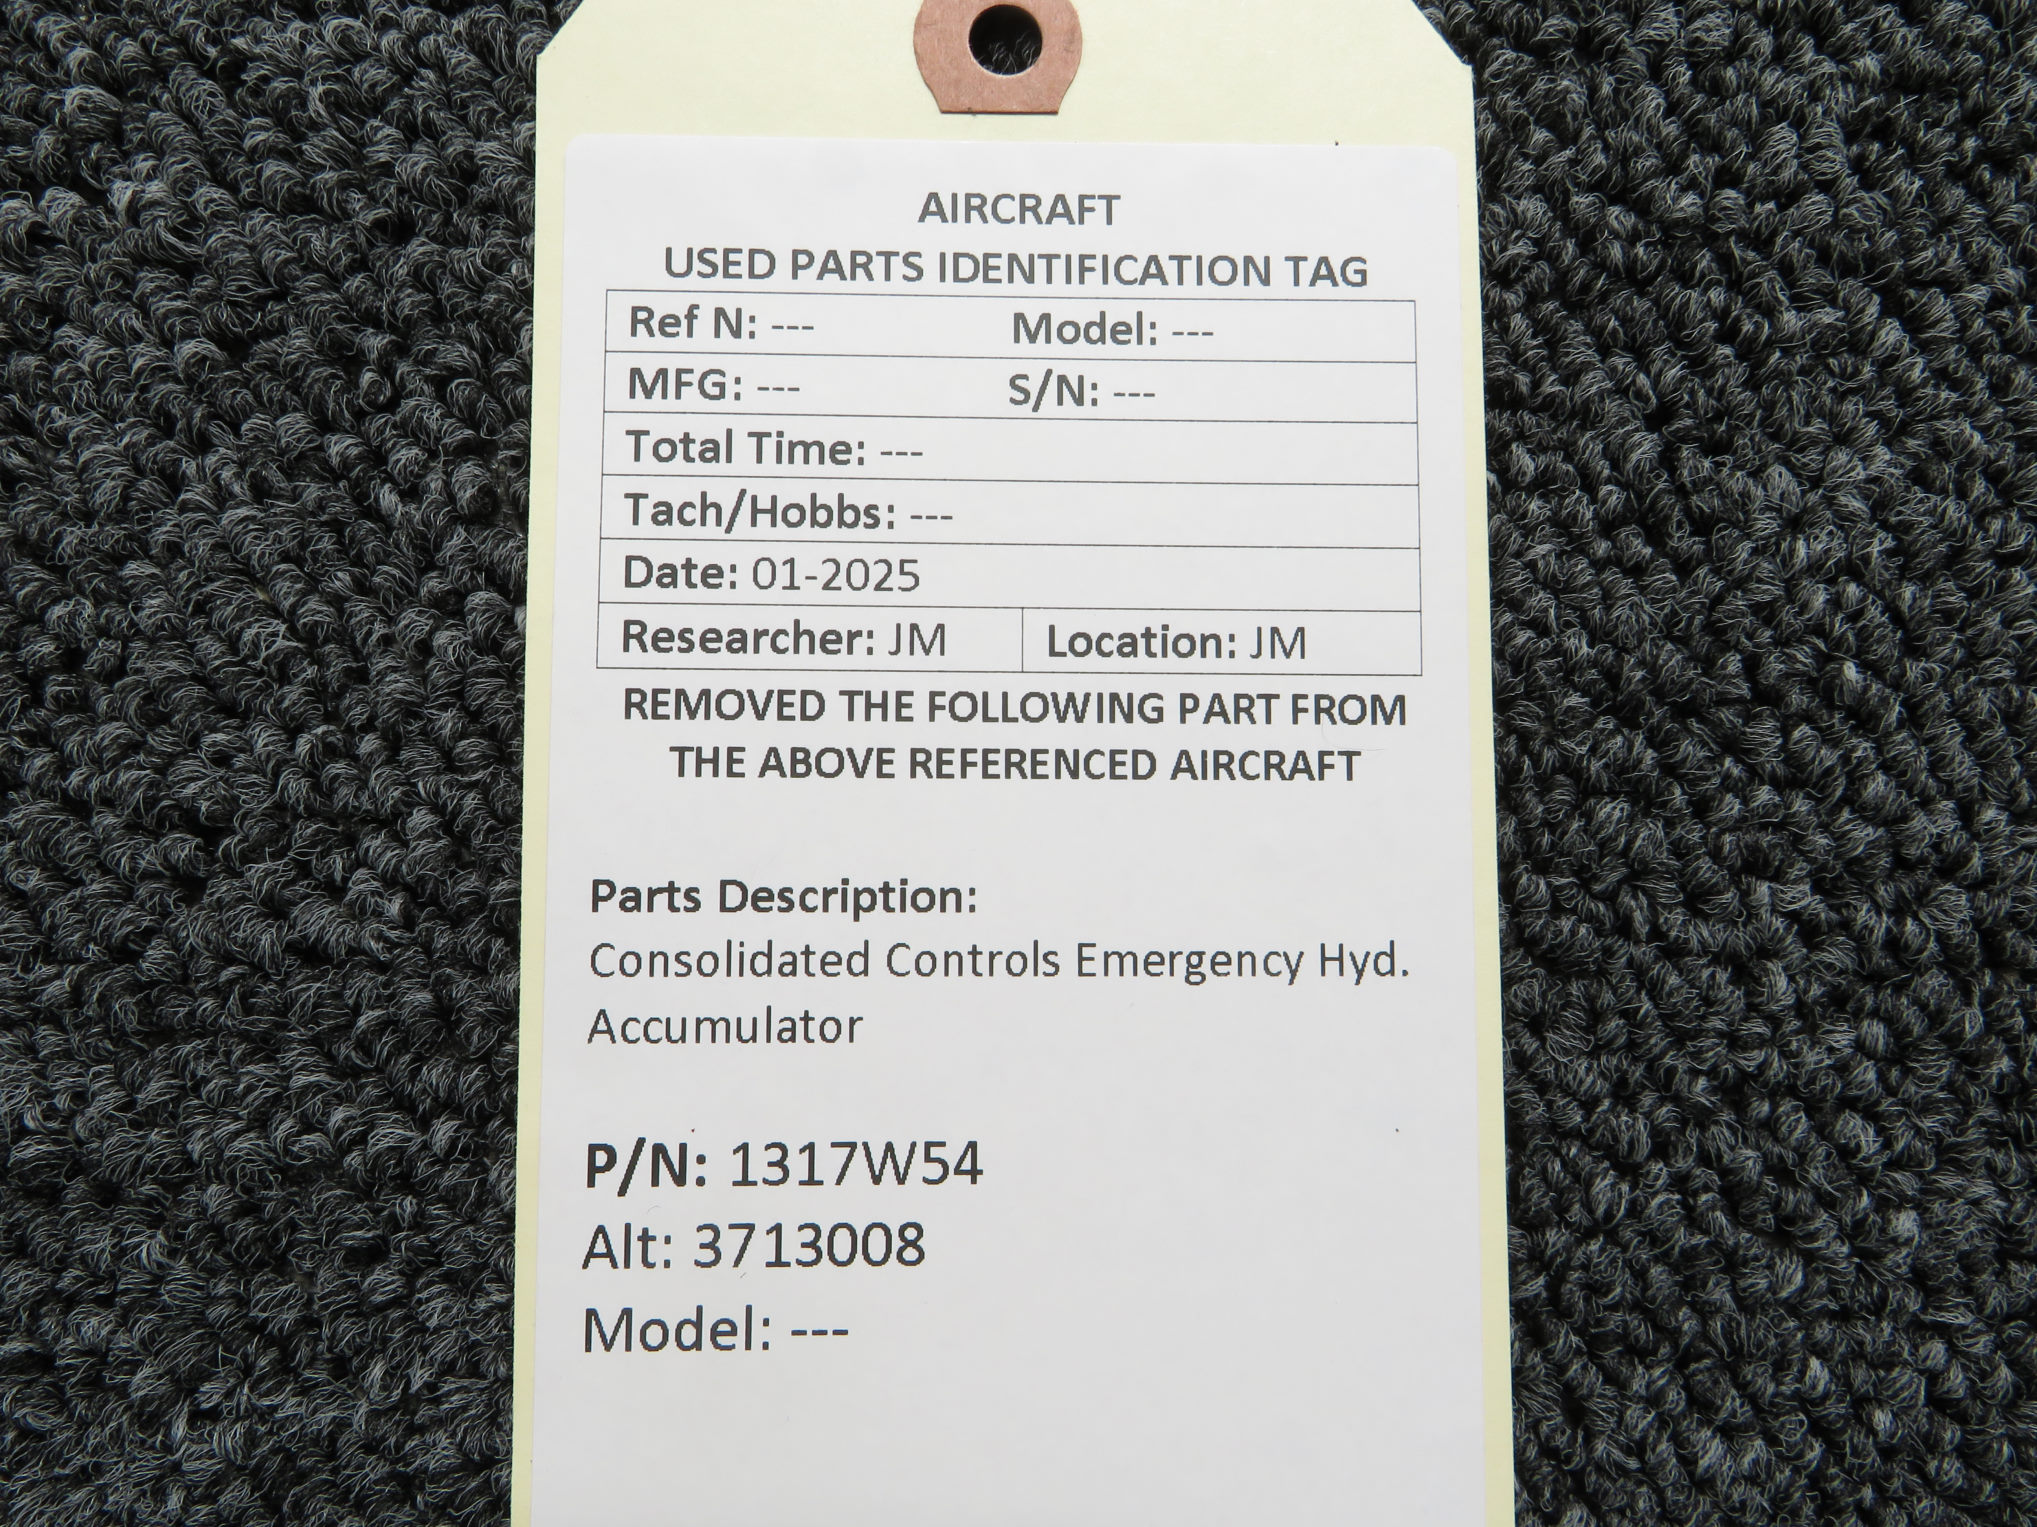 AIRCRAFT
USED PARTS IDENTIFICATION TAG
Ref N: --- Model: ---
MFG: --- S/N: ---
Total Time: ---
Tach/Hobbs: ---
Date: 01-2025
Researcher: JM Location: JM
REMOVED THE FOLLOWING PART FROM
THE ABOVE REFERENCED AIRCRAFT
Parts Description:
Consolidated Controls Emergency Hyd.
Accumulator
P/N: 1317W54
Alt: 3713008
Model: ---